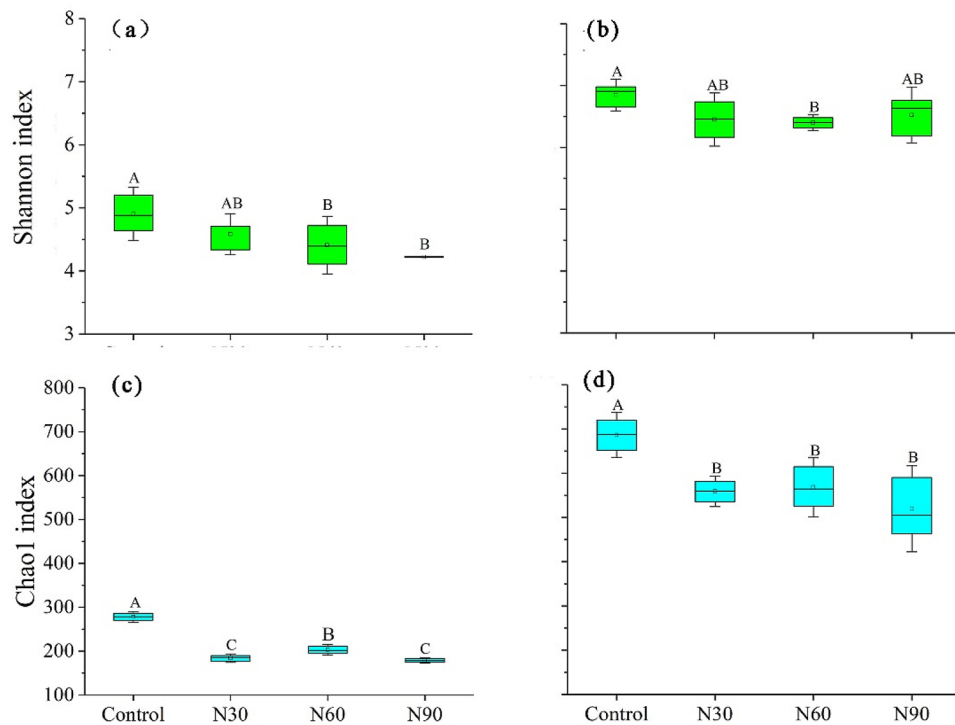 (a)
(b)
Shannon index
8
7
6
5
4
3
A
AB
B
B
A
AB
B
AB
(c)
(d)
Chao1 index
800
700
600
500
400
300
200
100
A
C
B
C
A
B
B
B
Control N30 N60 N90
Control N30 N60 N90